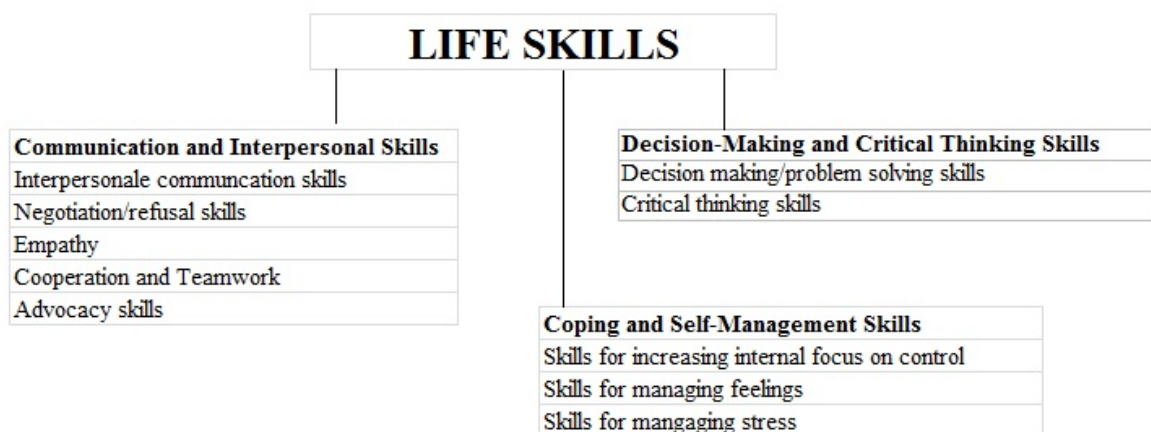 LIFE SKILLS
Communication and Interpersonal Skills
Interpersonale communcation skills
Negotiation/refusal skills
Empathy
Cooperation and Teamwork
Advocacy skills
Decision-Making and Critical Thinking Skills
Decision making/problem solving skills
Critical thinking skills
Coping and Self-Management Skills
Skills for increasing internal focus on control
Skills for managing feelings
Skills for mangaging stress